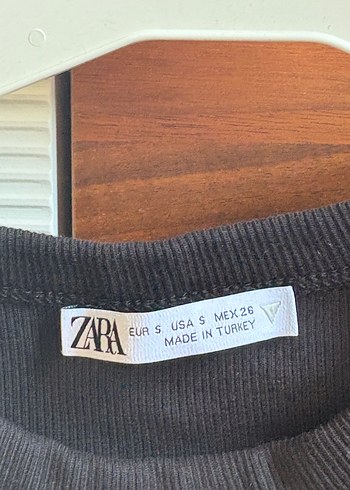 ZARA
EUR S USA S MEX 26
MADE IN TURKEY